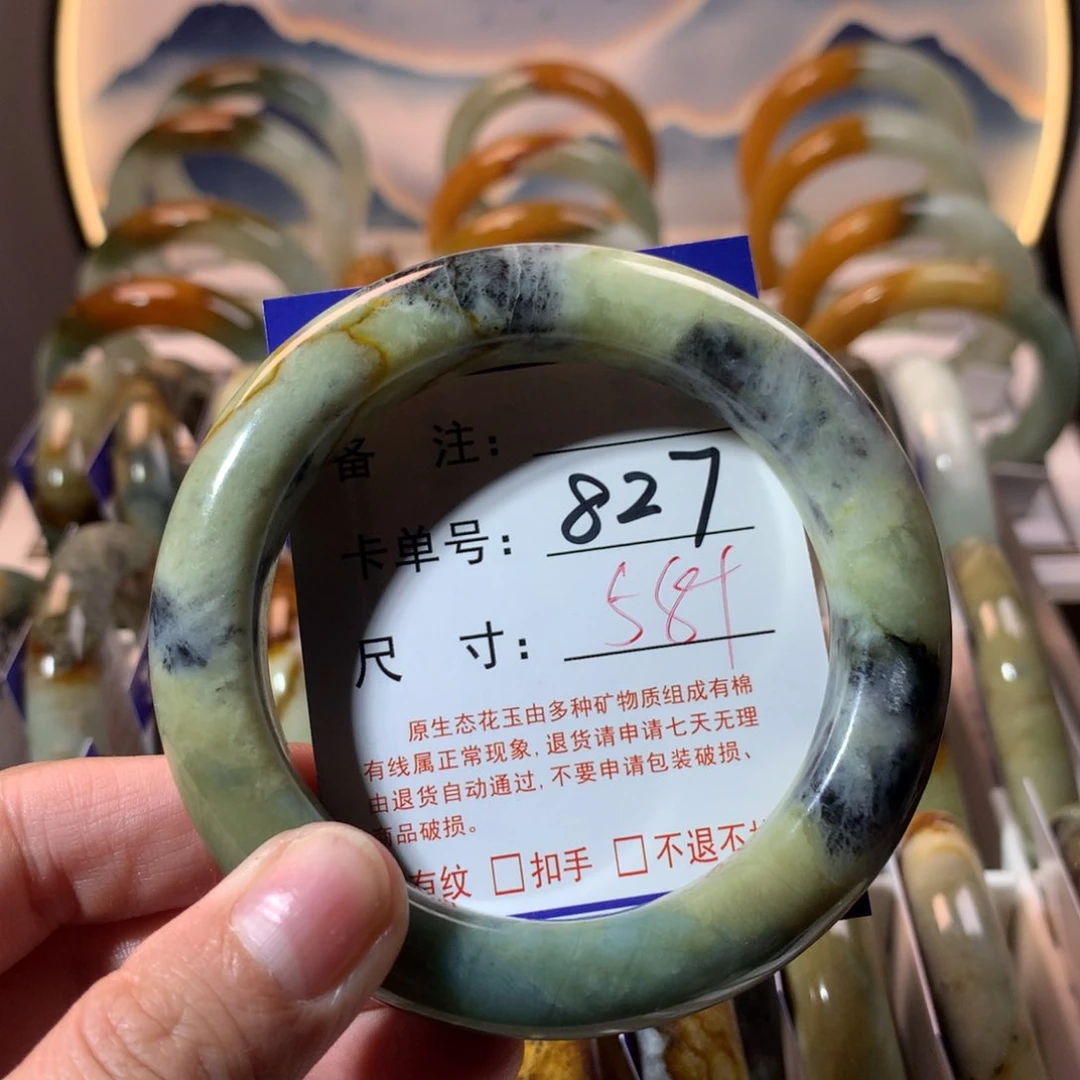 备 注：
卡单号：827
尺 寸：584
原生态花玉由多种矿物质组成有棉
有线属正常现象，退货请申请七天无理
由退货自动通过，不要申请包装破损、
商品破损。
有纹 □扣手 □不退不